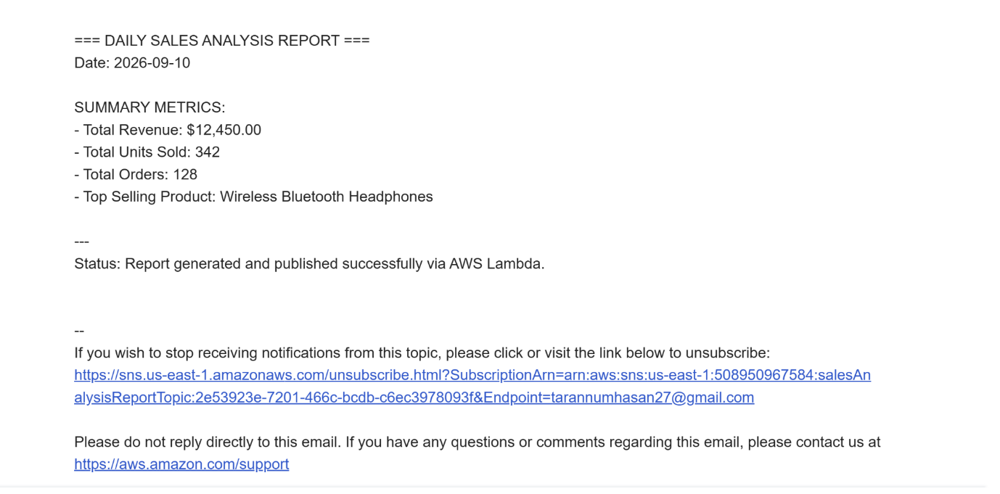 === DAILY SALES ANALYSIS REPORT ===
Date: 2026-09-10
SUMMARY METRICS:
- Total Revenue: $12,450.00
- Total Units Sold: 342
- Total Orders: 128
- Top Selling Product: Wireless Bluetooth Headphones
---
Status: Report generated and published successfully via AWS Lambda.
--
If you wish to stop receiving notifications from this topic, please click or visit the link below to unsubscribe:
https://sns.us-east-1.amazonaws.com/unsubscribe.html?SubscriptionArn=arn:aws:sns:us-east-1:508950967584:salesAn
alysisReportTopic:2e53923e-7201-466c-bcdb-c6ec3978093f&Endpoint=tarannumhasan27@gmail.com
Please do not reply directly to this email. If you have any questions or comments regarding this email, please contact us at
https://aws.amazon.com/support